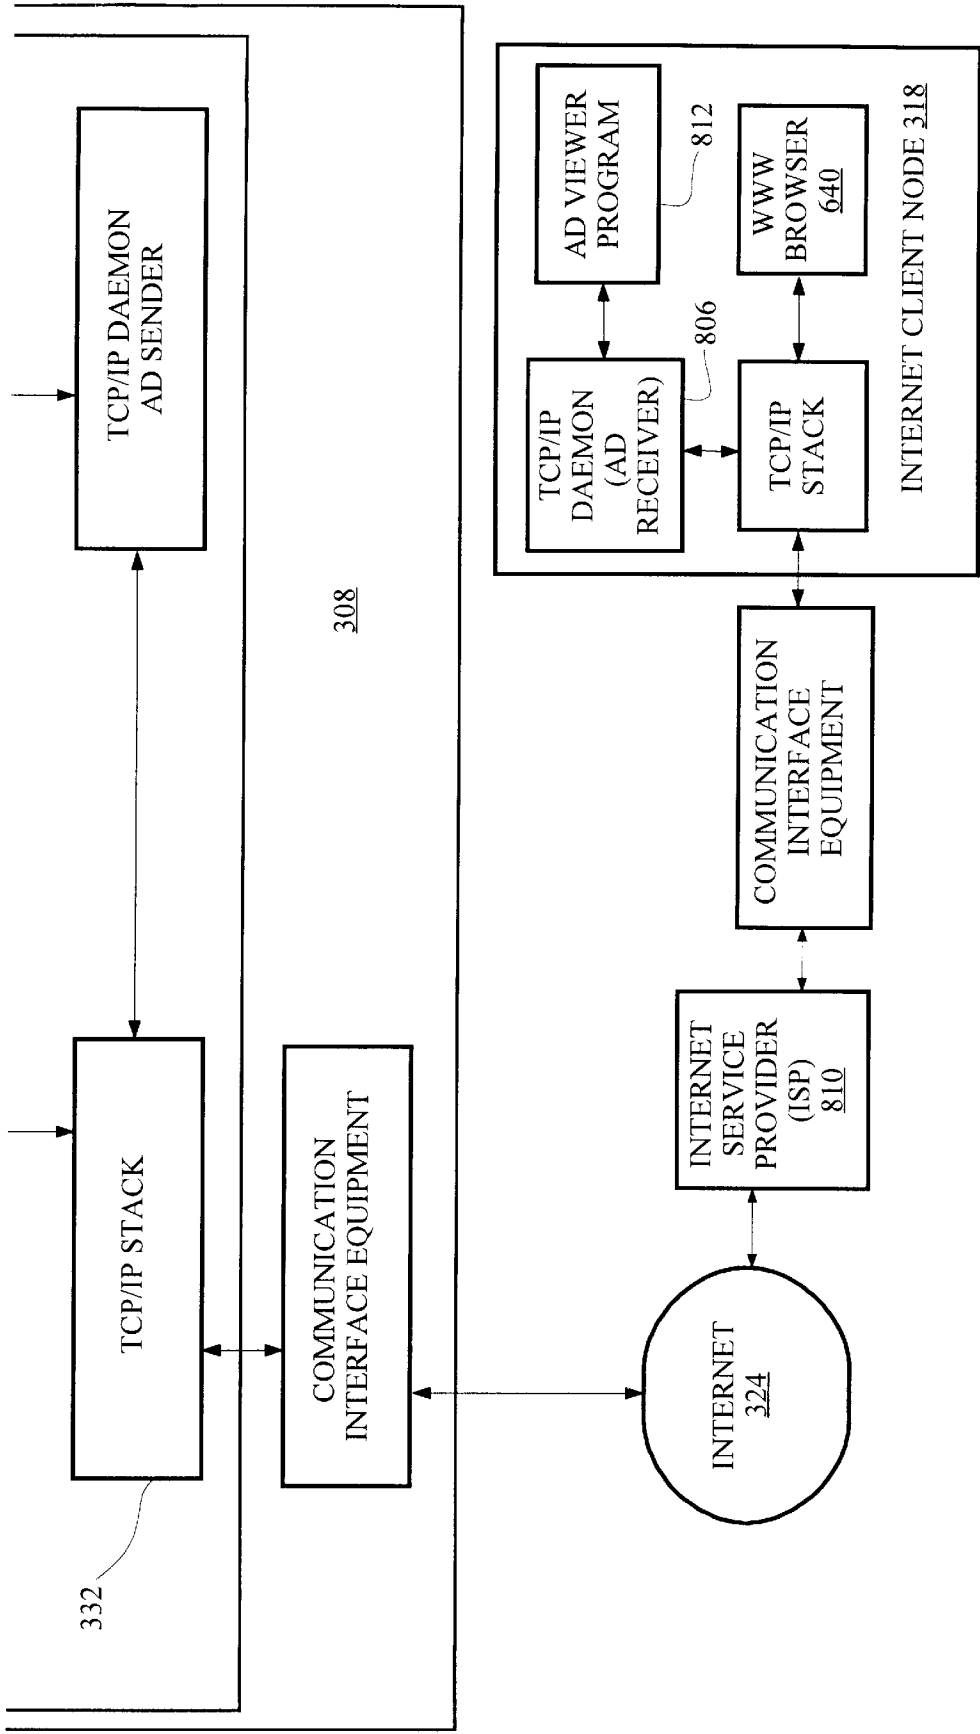 TCP/IP STACK
332
TCP/IP DAEMON
AD SENDER
COMMUNICATION
INTERFACE EQUIPMENT
308
INTERNET
324
INTERNET
SERVICE
PROVIDER
(ISP)
810
COMMUNICATION
INTERFACE
EQUIPMENT
TCP/IP
DAEMON
(AD
RECEIVER)
806
AD VIEWER
PROGRAM
812
TCP/IP
STACK
WWW
BROWSER
640
INTERNET CLIENT NODE 318